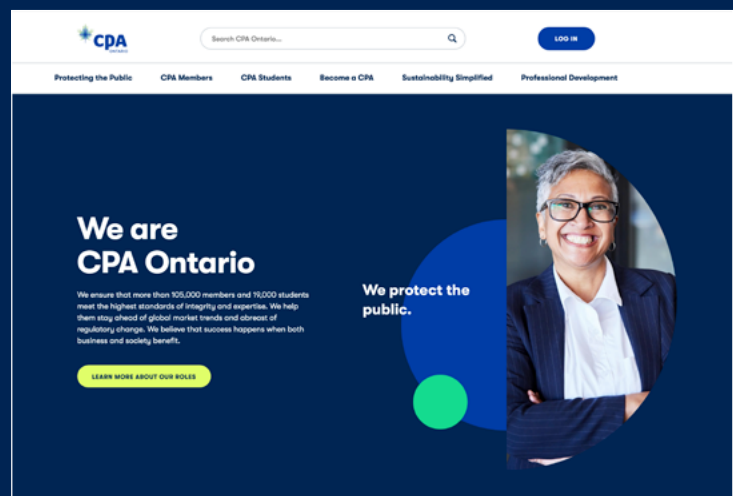 CPA
ONTARIO
Search CPA Ontario...
LOG IN
Protecting the Public
CPA Members
CPA Students
Become a CPA
Sustainability Simplified
Professional Development
We are
CPA Ontario
We ensure that more than 105,000 members and 19,000 students
meet the highest standards of integrity and expertise. We help
them stay ahead of global market trends and abreast of
regulatory change. We believe that success happens when both
business and society benefit.
LEARN MORE ABOUT OUR ROLES
We protect the
public.